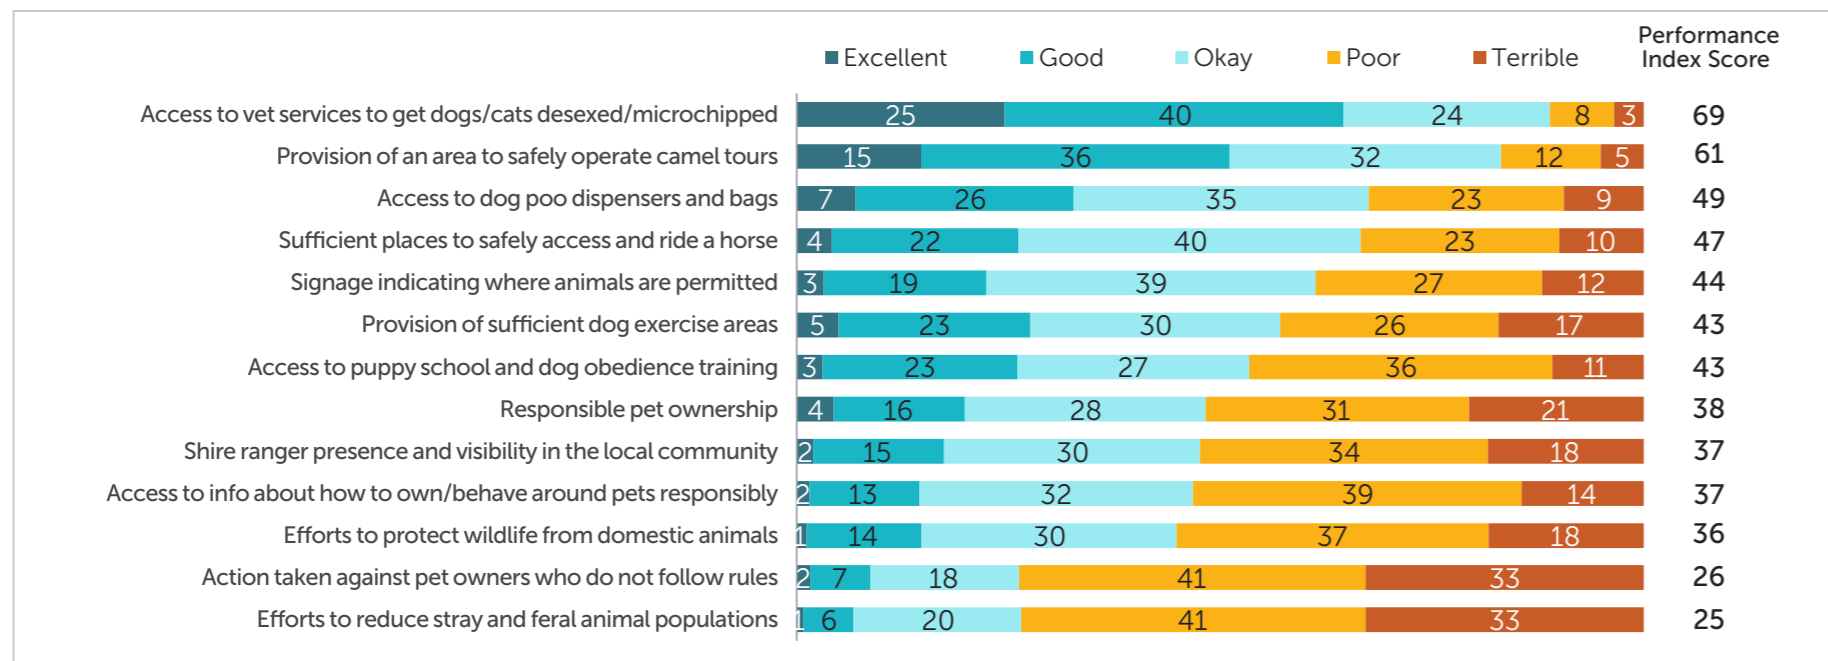 Performance
Index Score
Excellent Good Okay Poor Terrible
Access to vet services to get dogs/cats desexed/microchipped 25 40 24 8 3 69
Provision of an area to safely operate camel tours 15 36 32 12 5 61
Access to dog poo dispensers and bags 7 26 35 23 9 49
Sufficient places to safely access and ride a horse 4 22 40 23 10 47
Signage indicating where animals are permitted 3 19 39 27 12 44
Provision of sufficient dog exercise areas 5 23 30 26 17 43
Access to puppy school and dog obedience training 3 23 27 36 11 43
Responsible pet ownership 4 16 28 31 21 38
Shire ranger presence and visibility in the local community 2 15 30 34 18 37
Access to info about how to own/behave around pets responsibly 2 13 32 39 14 37
Efforts to protect wildlife from domestic animals 1 14 30 37 18 36
Action taken against pet owners who do not follow rules 2 7 18 41 33 26
Efforts to reduce stray and feral animal populations 1 6 20 41 33 25